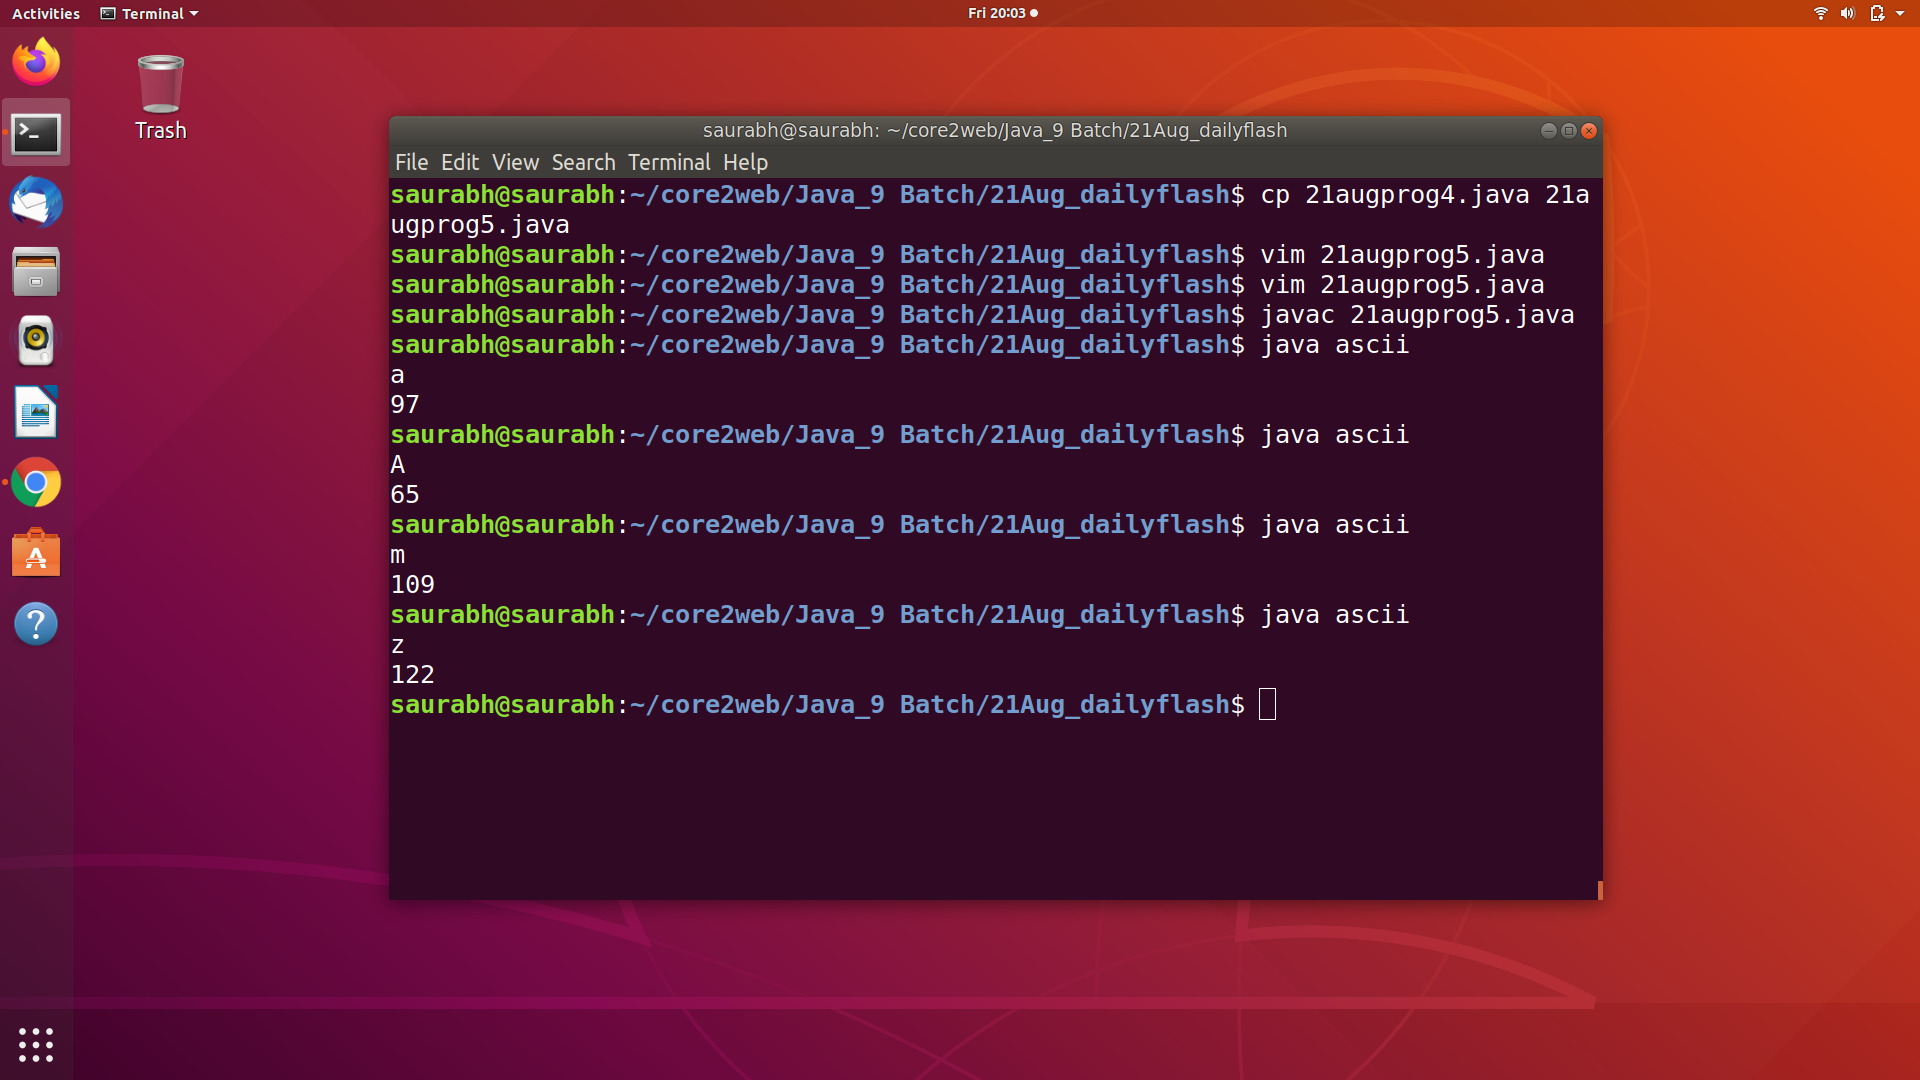 Activities Terminal Fri 20:03
Trash
saurabh@saurabh: ~/core2web/Java_9 Batch/21Aug_dailyflash
File Edit View Search Terminal Help
saurabh@saurabh:~/core2web/Java_9 Batch/21Aug_dailyflash$ cp 21augprog4.java 21a
ugprog5.java
saurabh@saurabh:~/core2web/Java_9 Batch/21Aug_dailyflash$ vim 21augprog5.java
saurabh@saurabh:~/core2web/Java_9 Batch/21Aug_dailyflash$ vim 21augprog5.java
saurabh@saurabh:~/core2web/Java_9 Batch/21Aug_dailyflash$ javac 21augprog5.java
saurabh@saurabh:~/core2web/Java_9 Batch/21Aug_dailyflash$ java ascii
a
97
saurabh@saurabh:~/core2web/Java_9 Batch/21Aug_dailyflash$ java ascii
A
65
saurabh@saurabh:~/core2web/Java_9 Batch/21Aug_dailyflash$ java ascii
m
109
saurabh@saurabh:~/core2web/Java_9 Batch/21Aug_dailyflash$ java ascii
z
122
saurabh@saurabh:~/core2web/Java_9 Batch/21Aug_dailyflash$